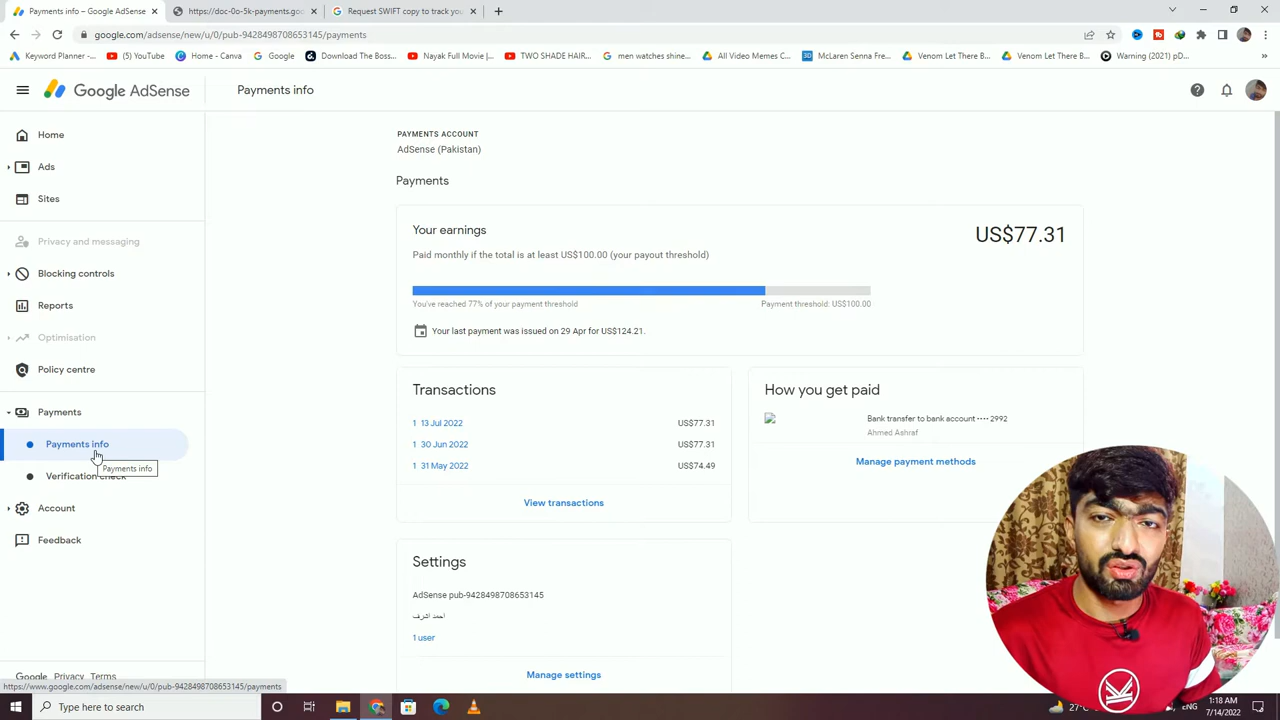 Payments info – Google AdSense
https://doc-0o-5k-payments.goo
Request SWIFT copy to track you
google.com/adsense/new/u/0/pub-9428498708653145/payments
Keyword Planner -...
(5) YouTube
Home - Canva
Google
Download The Boss...
Nayak Full Movie |...
TWO SHADE HAIR...
men watches shine...
All Video Memes C...
McLaren Senna Fre...
Venom Let There B...
Venom Let There B...
Warning (2021) pD...
Google AdSense
Payments info
Home
Ads
Sites
Privacy and messaging
Blocking controls
Reports
Optimisation
Policy centre
Payments
Payments info
Payments info
Verification check
Account
Feedback
Google Privacy Terms
https://www.google.com/adsense/new/u/0/pub-9428498708653145/payments
PAYMENTS ACCOUNT
AdSense (Pakistan)
Payments
Your earnings
US$77.31
Paid monthly if the total is at least US$100.00 (your payout threshold)
You've reached 77% of your payment threshold
Payment threshold: US$100.00
Your last payment was issued on 29 Apr for US$124.21.
Transactions
1 13 Jul 2022 US$77.31
1 30 Jun 2022 US$77.31
1 31 May 2022 US$74.49
View transactions
How you get paid
Bank transfer to bank account •••• 2992
Ahmed Ashraf
Manage payment methods
Settings
AdSense pub-9428498708653145
احمد اشرف
1 user
Manage settings
Type here to search
27°C
ENG
1:18 AM
7/14/2022